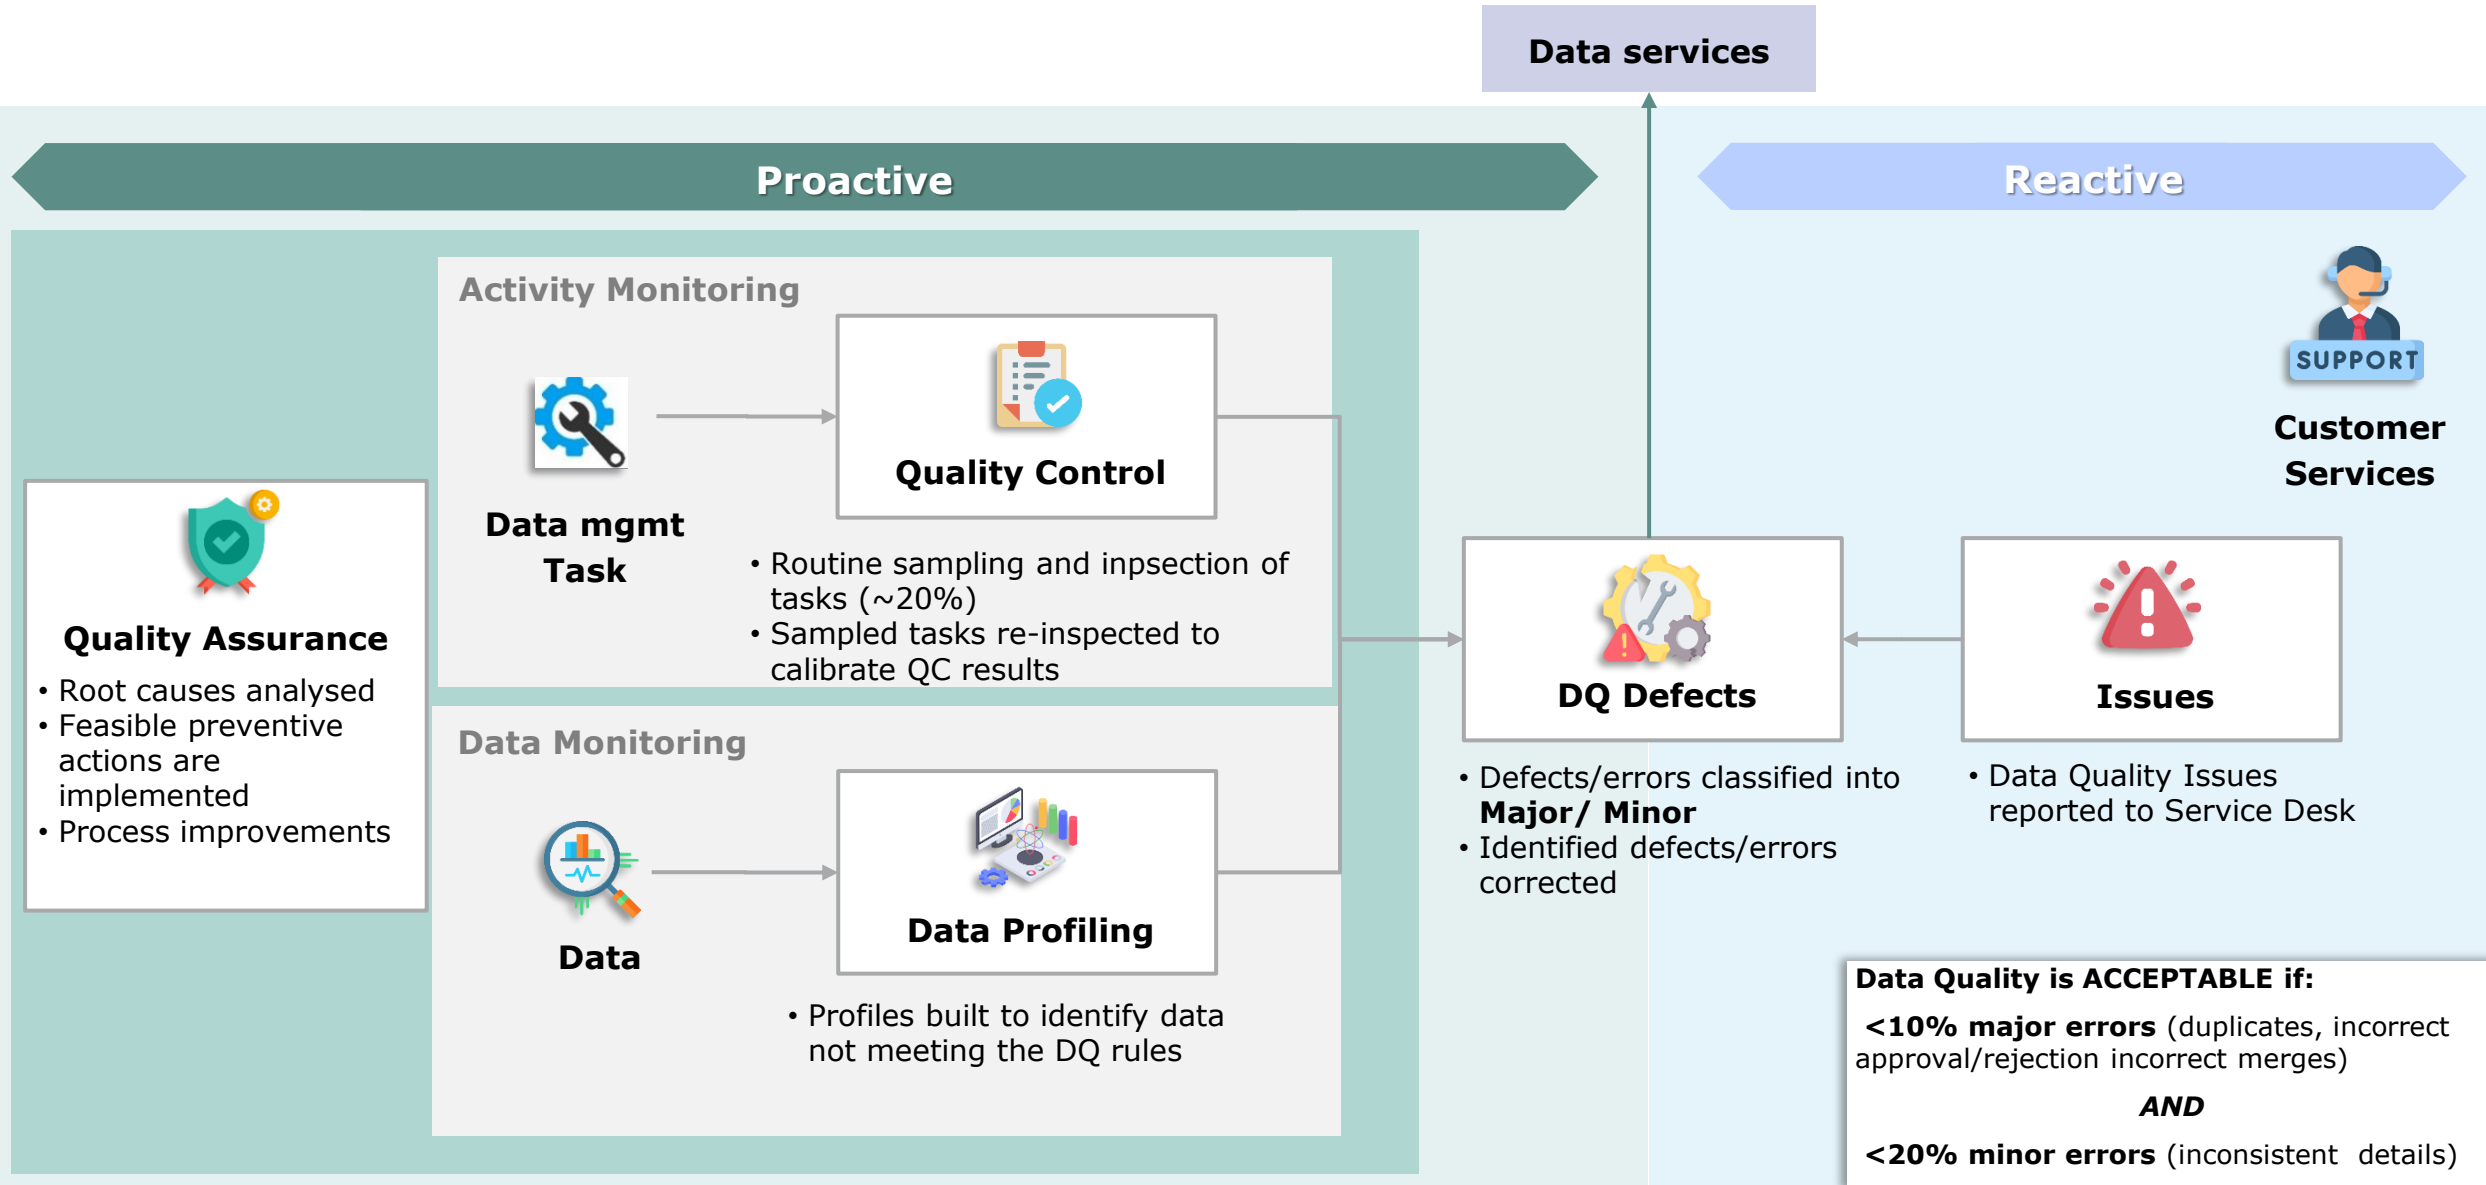 Data services
Proactive
Reactive
Activity Monitoring
Quality Control
Data mgmt
Task
• Routine sampling and inpsection of
tasks (~20%)
• Sampled tasks re-inspected to
calibrate QC results
Quality Assurance
• Root causes analysed
• Feasible preventive
actions are
implemented
• Process improvements
Data Monitoring
Data
Data Profiling
• Profiles built to identify data
not meeting the DQ rules
DQ Defects
• Defects/errors classified into
Major/ Minor
• Identified defects/errors
corrected
SUPPORT
Customer
Services
Issues
• Data Quality Issues
reported to Service Desk
Data Quality is ACCEPTABLE if:
<10% major errors (duplicates, incorrect
approval/rejection incorrect merges)
AND
<20% minor errors (inconsistent details)